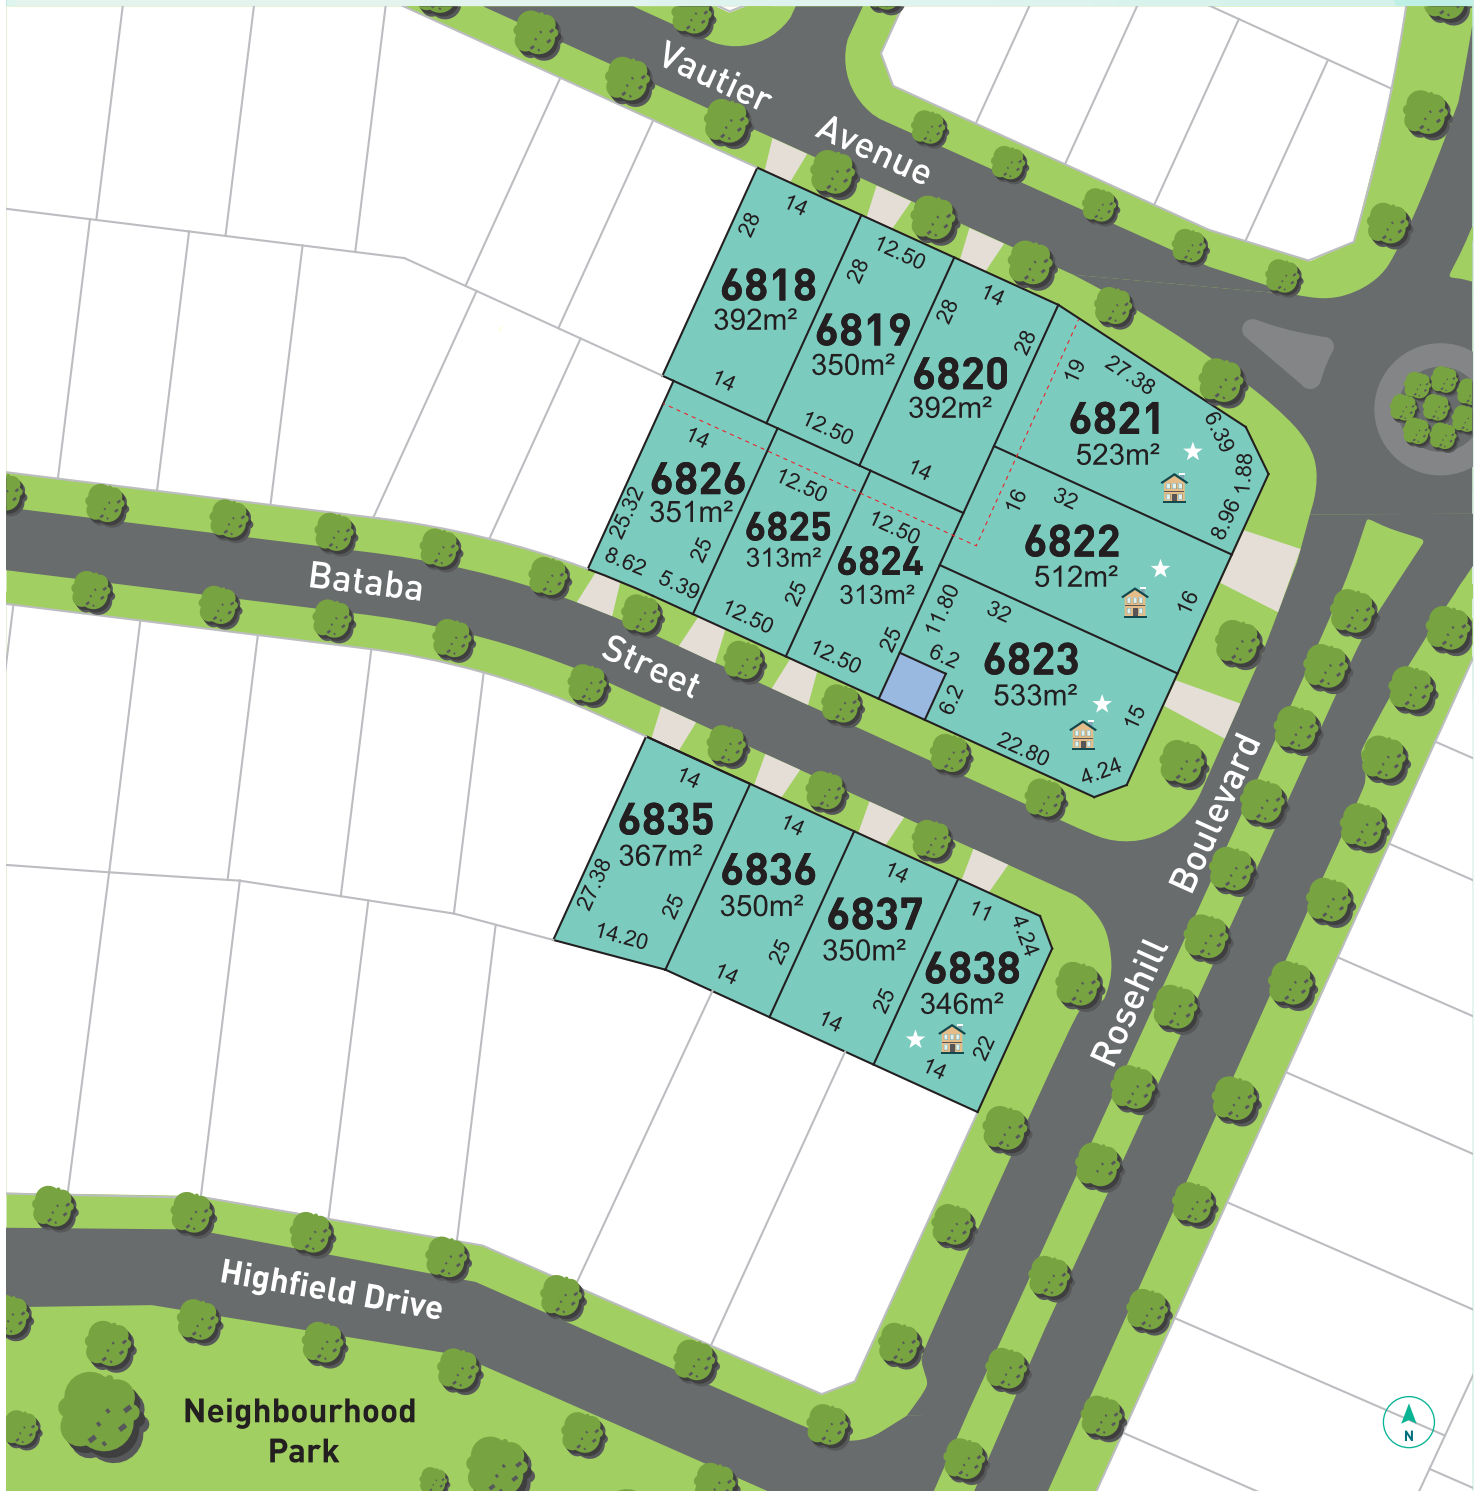 Vautier
Avenue
14
28
6818
392m²
14
12.50
28
6819
350m²
12.50
14
28
28
6820
392m²
14
19
27.38
6.39
6821
523m²
1.88
8.96
14
6826
351m²
25.32
25
8.62
5.39
12.50
6825
313m²
25
12.50
12.50
6824
313m²
25
12.50
16
32
6822
512m²
16
11.80
32
6.2
6823
533m²
6.2
15
22.80
4.24
Bataba
Street
14
6835
367m²
27.38
25
14.20
14
6836
350m²
25
14
14
6837
350m²
25
14
11
4.24
6838
346m²
22
14
Rosehill
Boulevard
Highfield Drive
Neighbourhood
Park
N